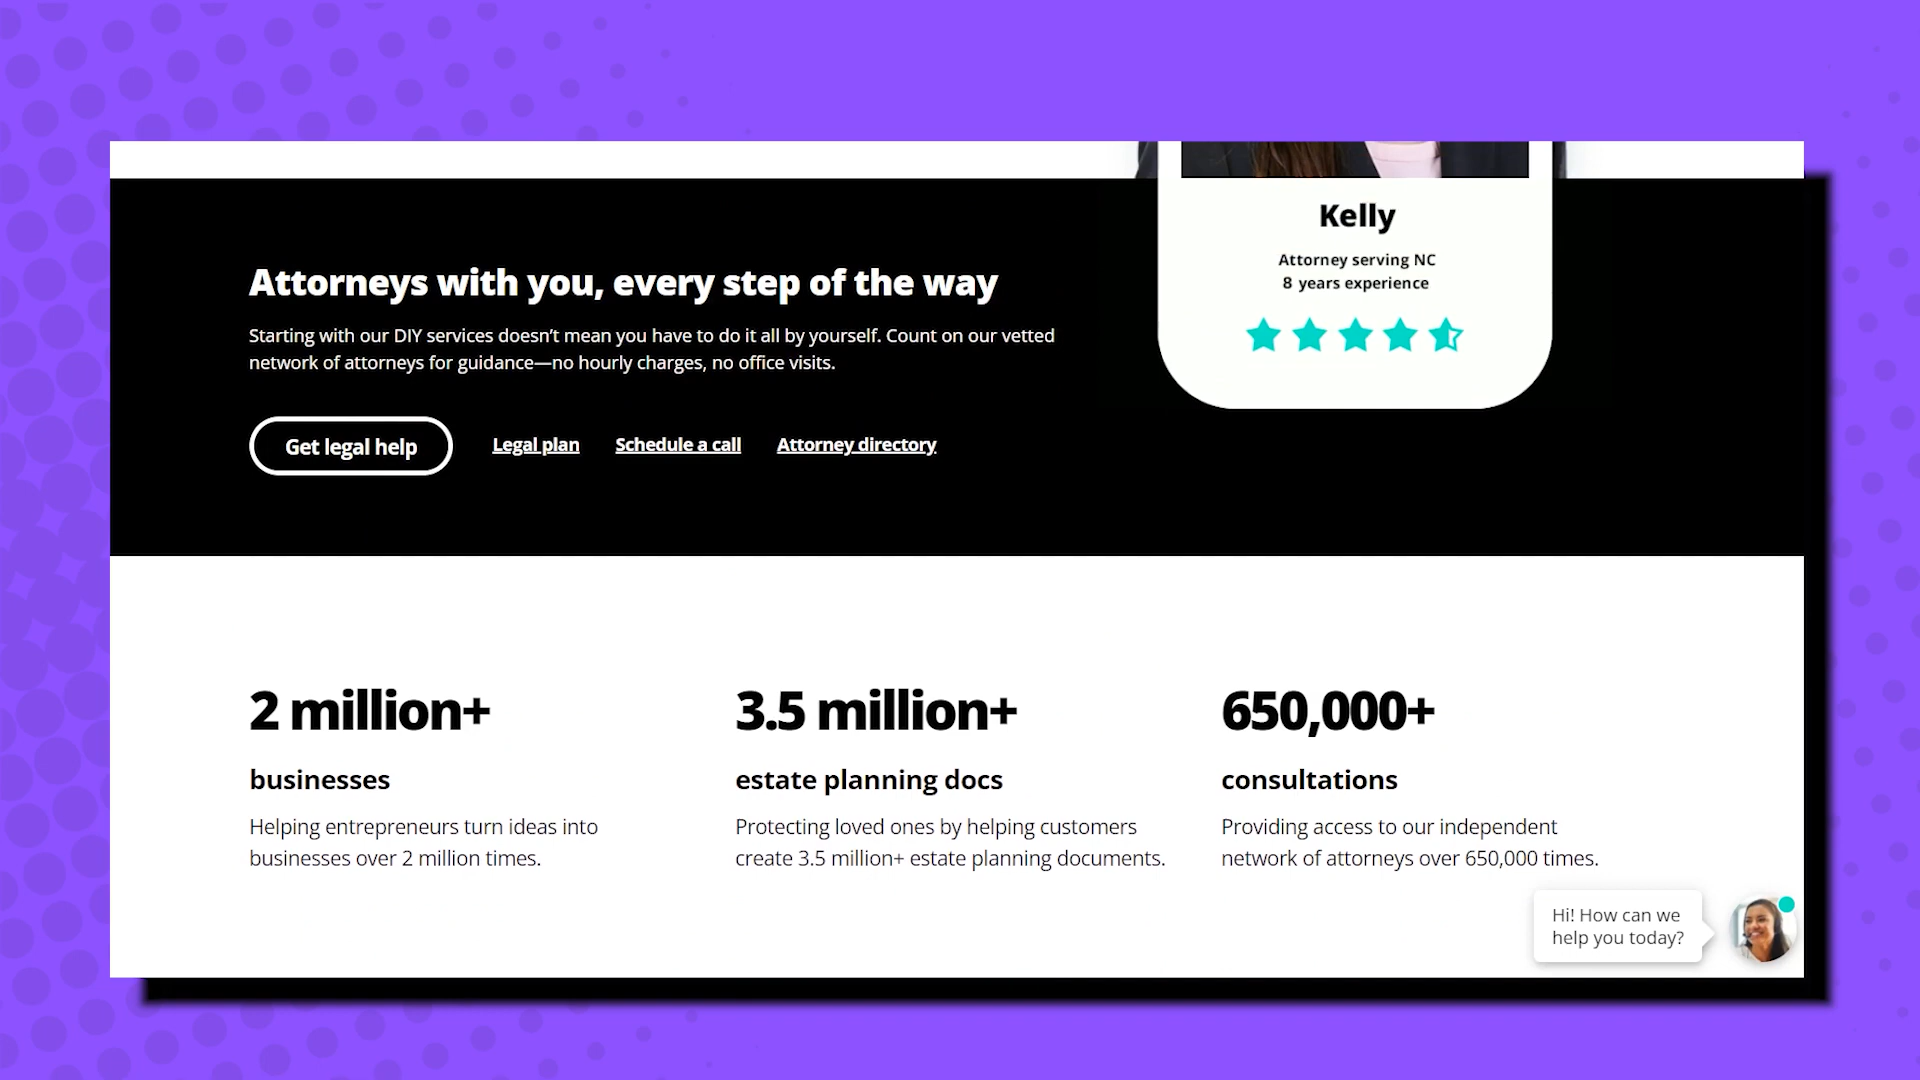 Kelly
Attorney serving NC
8 years experience
Attorneys with you, every step of the way
Starting with our DIY services doesn’t mean you have to do it all by yourself. Count on our vetted
network of attorneys for guidance—no hourly charges, no office visits.
Get legal help
Legal plan
Schedule a call
Attorney directory
2 million+
businesses
Helping entrepreneurs turn ideas into
businesses over 2 million times.
3.5 million+
estate planning docs
Protecting loved ones by helping customers
create 3.5 million+ estate planning documents.
650,000+
consultations
Providing access to our independent
network of attorneys over 650,000 times.
Hi! How can we
help you today?